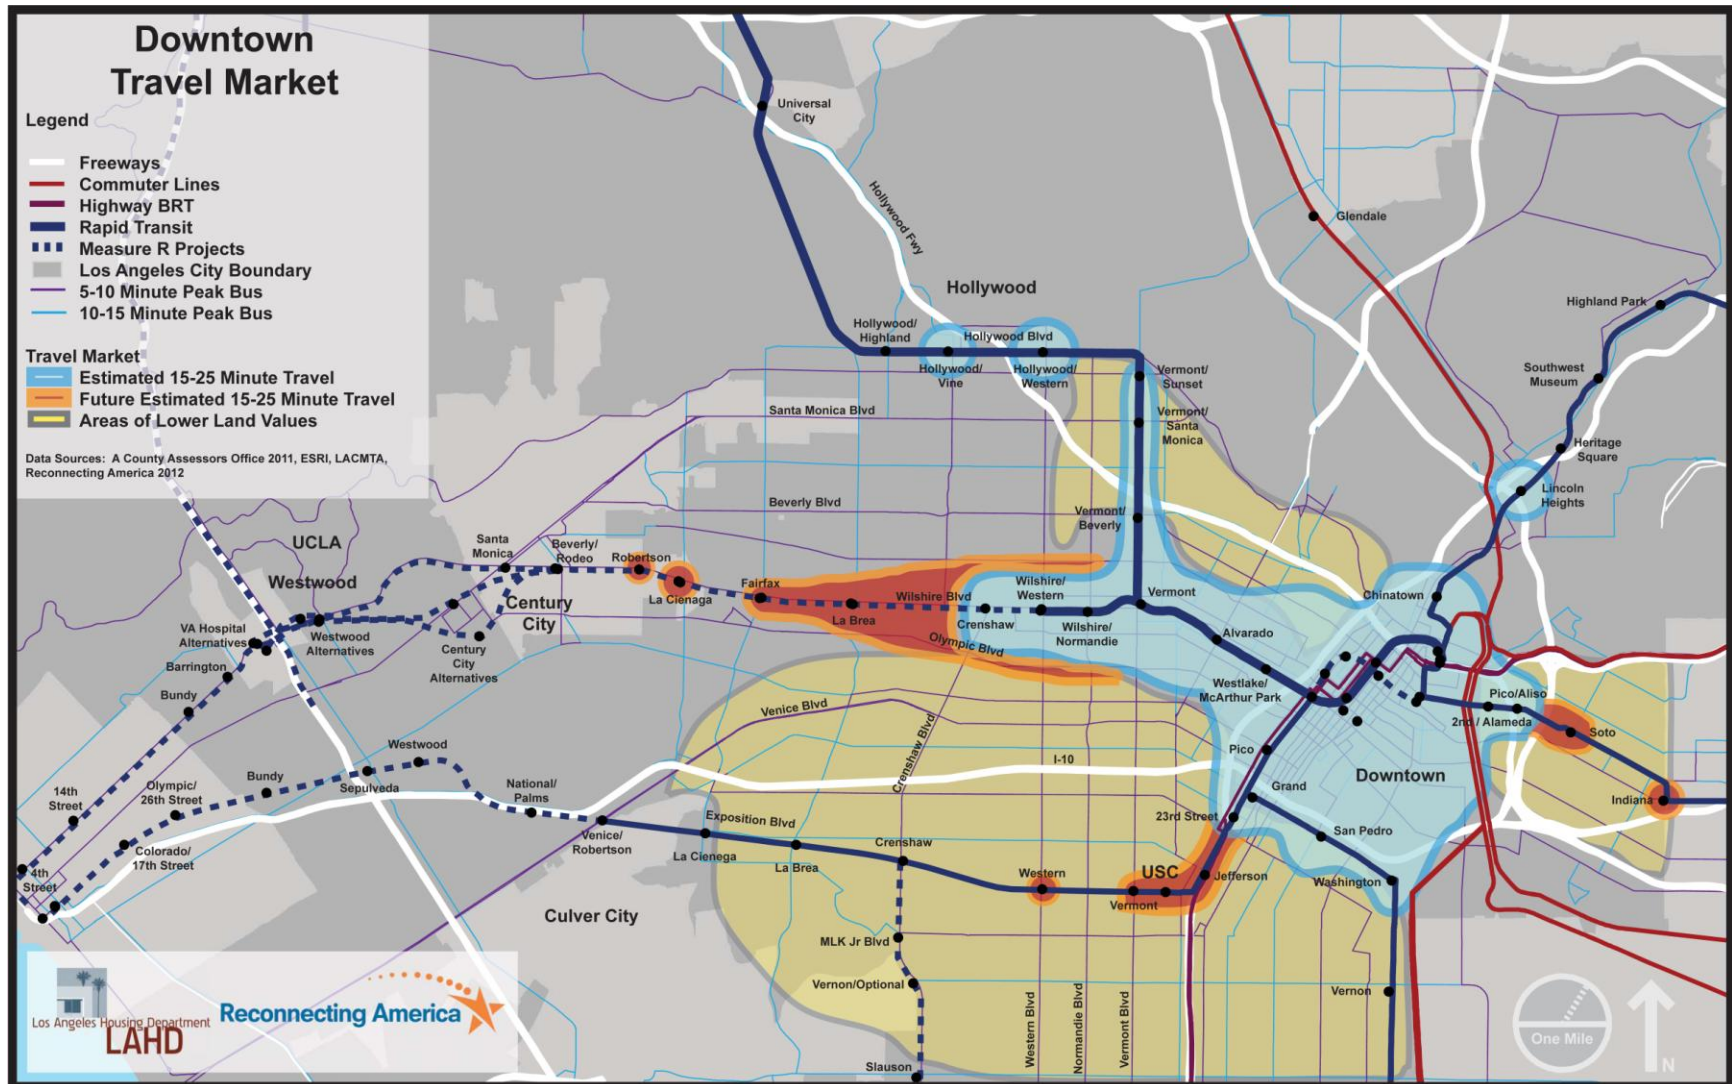 Downtown
Travel Market
Legend
Freeways
Commuter Lines
Highway BRT
Rapid Transit
Measure R Projects
Los Angeles City Boundary
5-10 Minute Peak Bus
10-15 Minute Peak Bus
Travel Market
Estimated 15-25 Minute Travel
Future Estimated 15-25 Minute Travel
Areas of Lower Land Values
Data Sources: A County Assessors Office 2011, ESRI, LACMTA,
Reconnecting America 2012
Universal
City
Hollywood Fwy
Glendale
Hollywood
Highland Park
Hollywood/
Highland
Hollywood Blvd
Hollywood/
Vine
Hollywood/
Western
Vermont/
Sunset
Southwest
Museum
Santa Monica Blvd
Vermont/
Santa
Monica
Heritage
Square
Lincoln
Heights
Beverly Blvd
Vermont/
Beverly
UCLA
Westwood
Santa
Monica
Beverly/
Rodeo
Robertson
La Cienaga
Fairfax
La Brea
Wilshire Blvd
Crenshaw
Wilshire/
Western
Wilshire/
Normandie
Vermont
Chinatown
Century
City
Olympic Blvd
Alvarado
VA Hospital
Alternatives
Westwood
Alternatives
Century
City
Alternatives
Barrington
Bundy
Westlake/
McArthur Park
Pico/Aliso
2nd / Alameda
Soto
Venice Blvd
Crenshaw Blvd
Westwood
Pico
I-10
Downtown
Bundy
Sepulveda
National/
Palms
Grand
Indiana
14th
Street
Olympic/
26th Street
Colorado/
17th Street
Venice/
Robertson
Exposition Blvd
La Cienega
La Brea
Crenshaw
23rd Street
San Pedro
4th
Street
Western
USC
Vermont
Jefferson
Washington
Culver City
MLK Jr Blvd
Vernon/Optional
Vernon
Western Blvd
Normandie Blvd
Vermont Blvd
Slauson
Los Angeles Housing Department
LAHD
Reconnecting America
One Mile
N